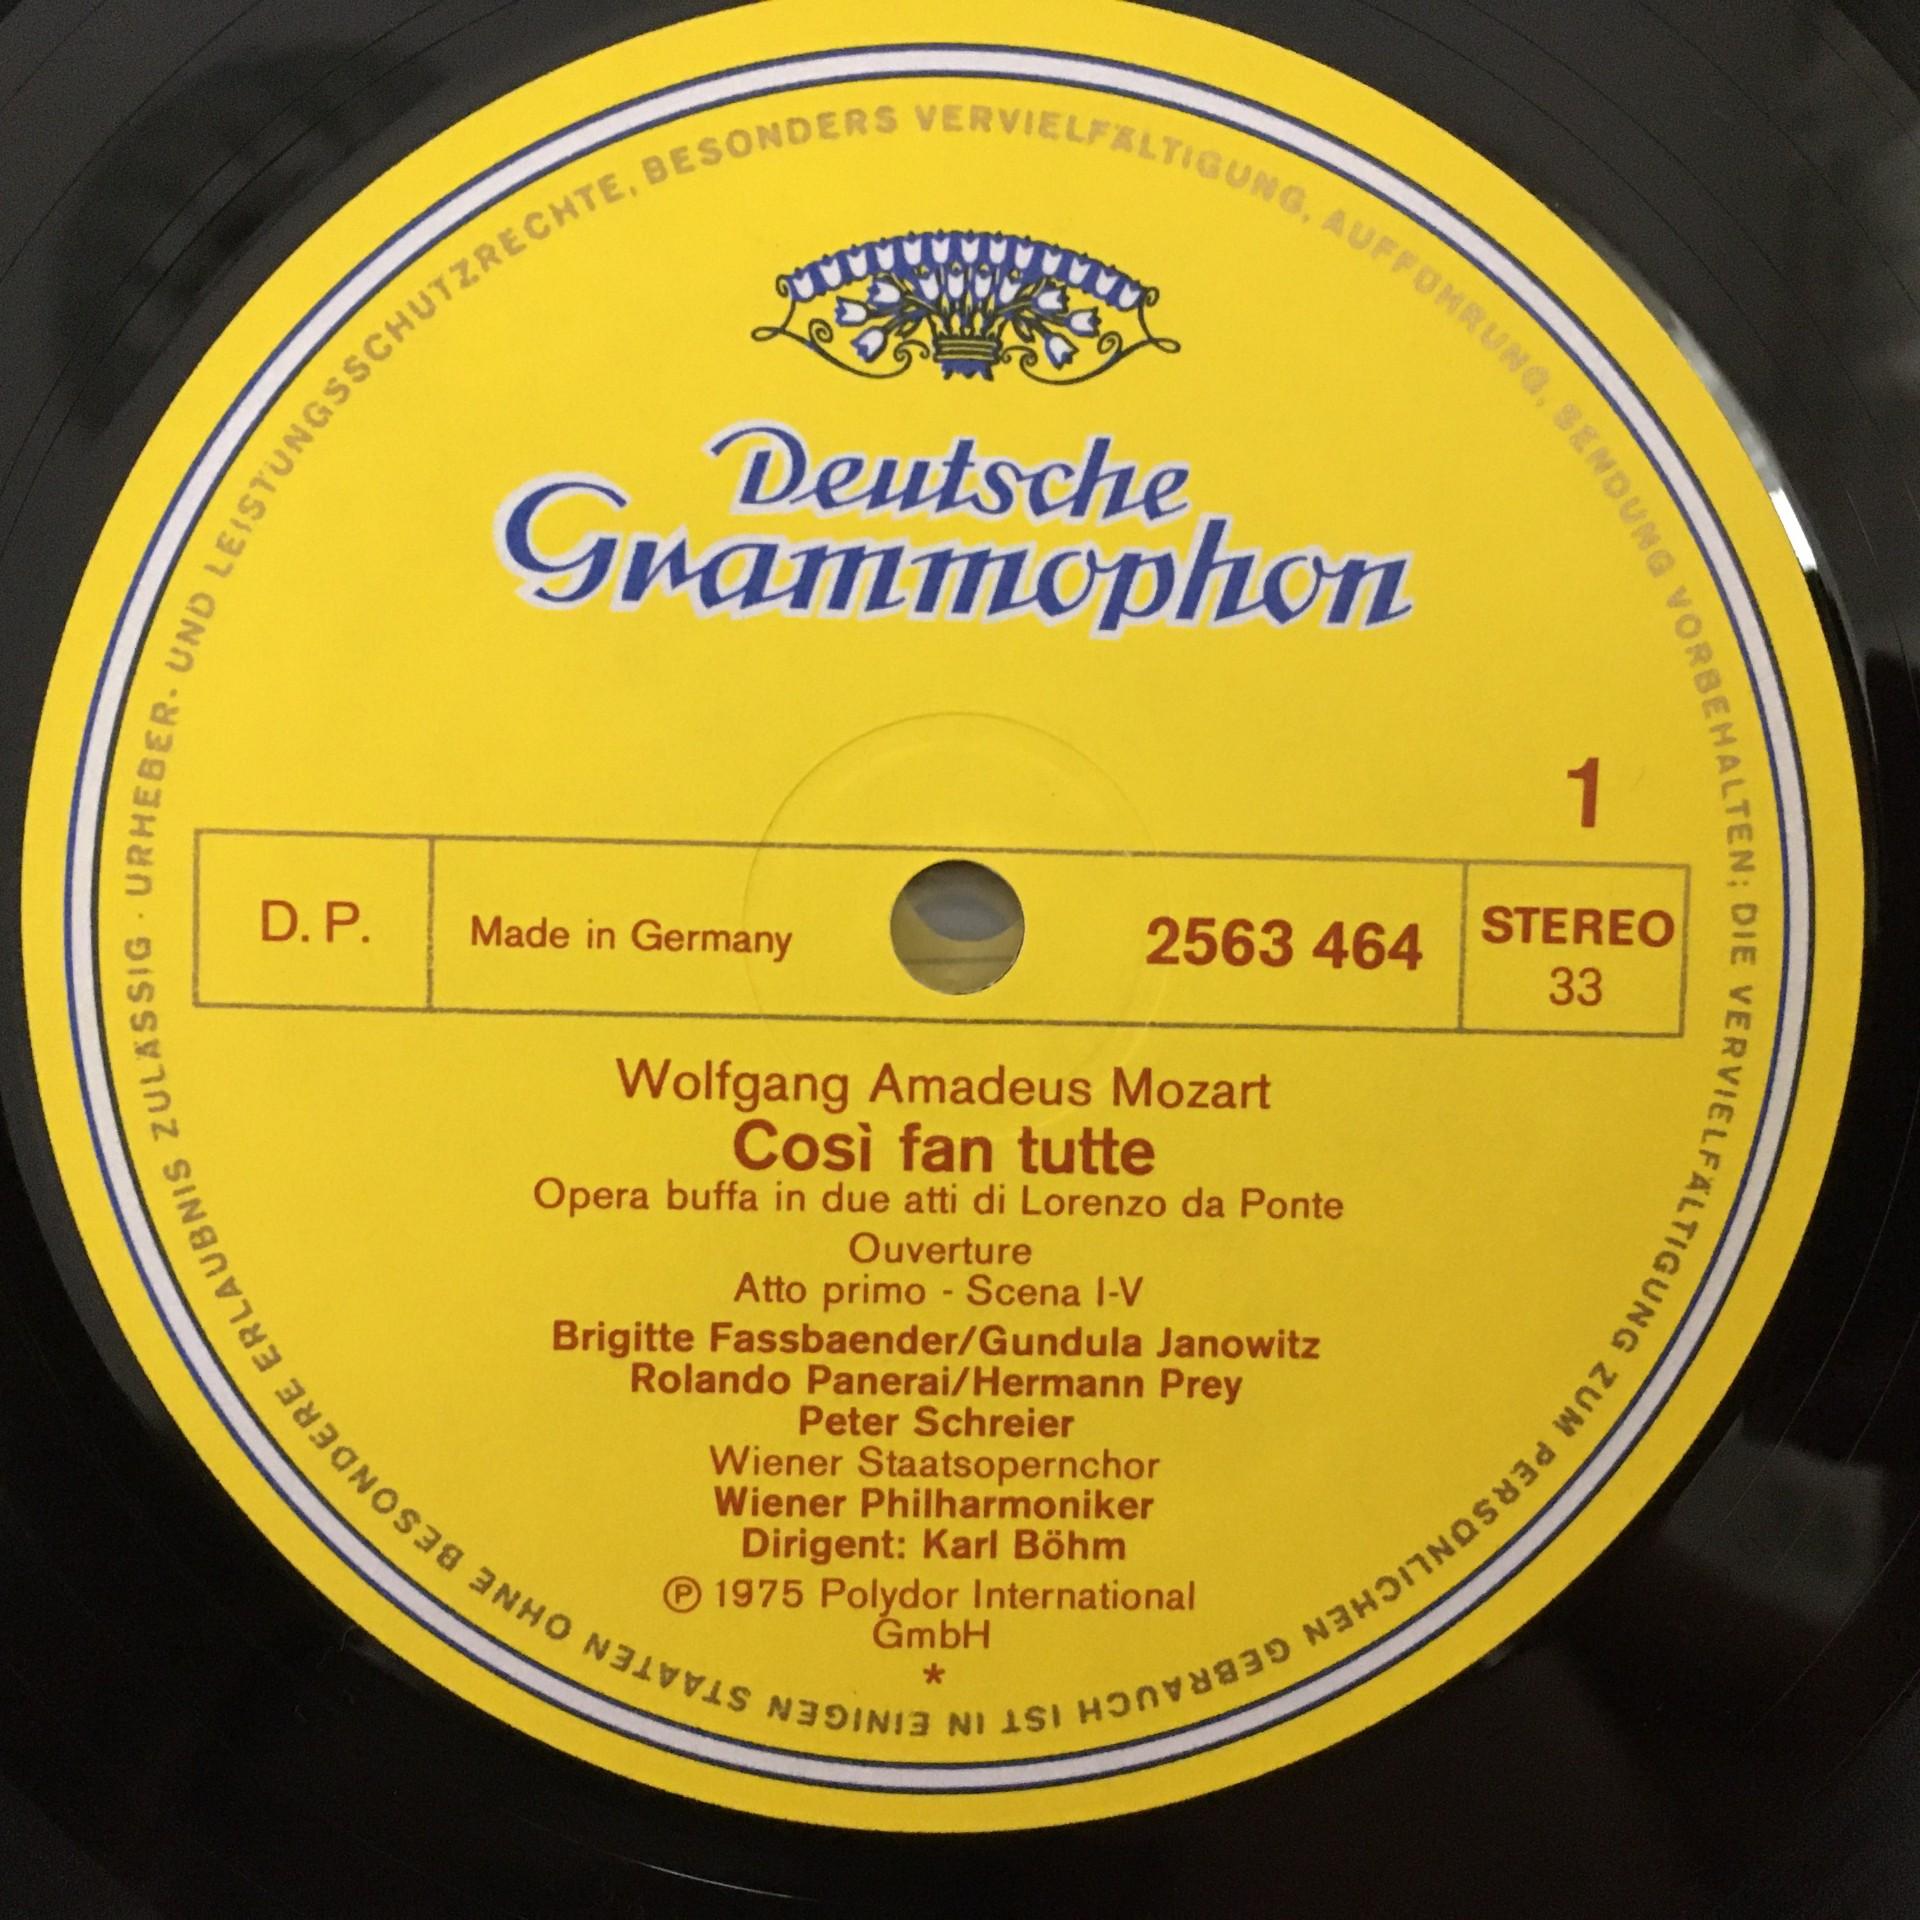 URHEBER- UND LEISTUNGSSCHUTZRECHTE, BESONDERS VERVIELFÄLTIGUNG, AUFFÜHRUNG, SENDUNG VORBEHALTEN; DIE VERVIELFÄLTIGUNG ZUM PERSÖNLICHEN GEBRAUCH IST IN EINIGEN STAATEN OHNE BESONDERE ERLAUBNIS ZULÄSSIG ·
Deutsche
Grammophon
1
D. P.
Made in Germany
2563 464
STEREO
33
Wolfgang Amadeus Mozart
Così fan tutte
Opera buffa in due atti di Lorenzo da Ponte
Ouverture
Atto primo - Scena I-V
Brigitte Fassbaender/Gundula Janowitz
Rolando Panerai/Hermann Prey
Peter Schreier
Wiener Staatsopernchor
Wiener Philharmoniker
Dirigent: Karl Böhm
℗ 1975 Polydor International
GmbH
*